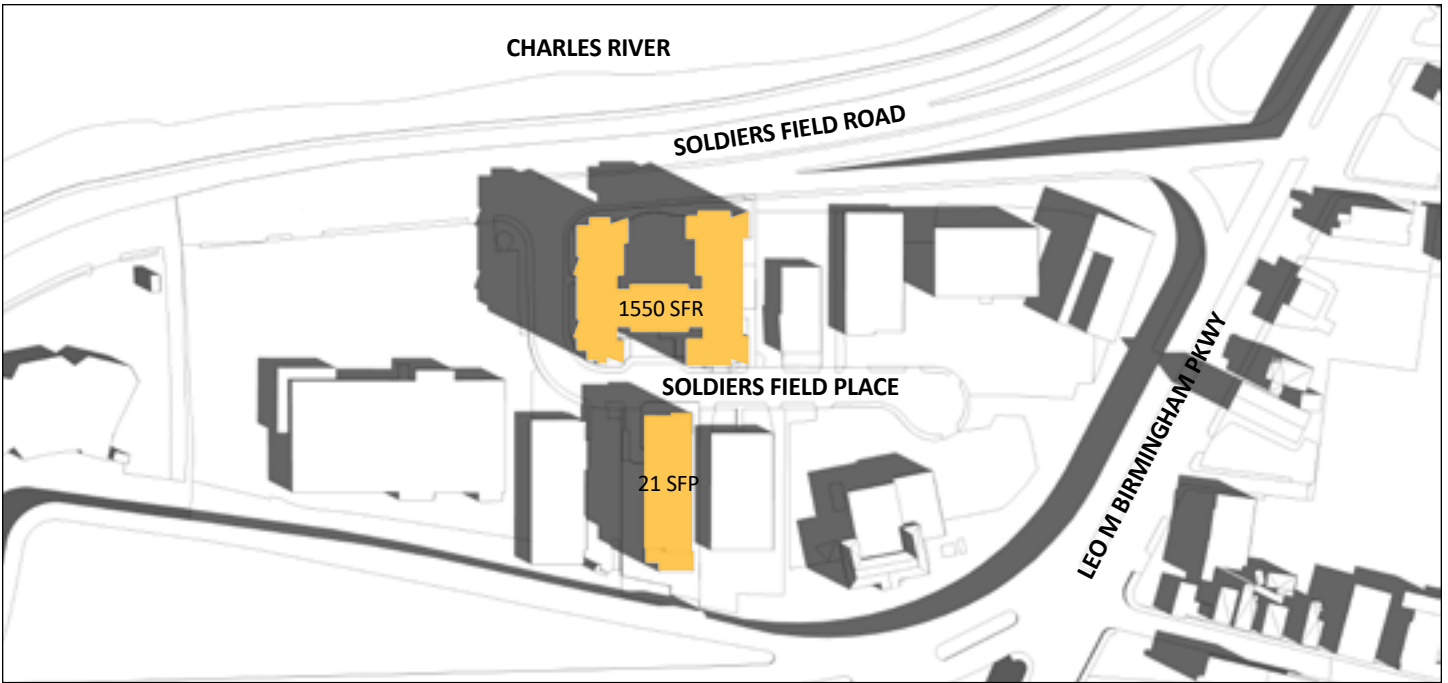 CHARLES RIVER
SOLDIERS FIELD ROAD
1550 SFR
SOLDIERS FIELD PLACE
21 SFP
LEO M BIRMINGHAM PKWY